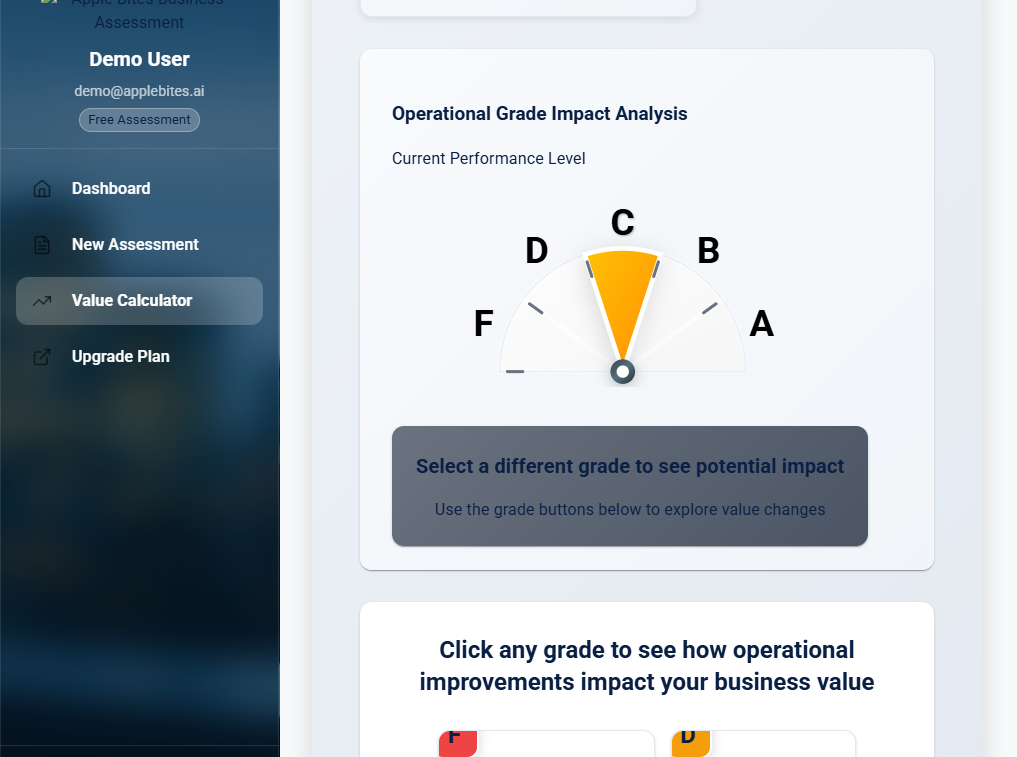 Apple Bites Business
Assessment
Demo User
demo@applebites.ai
Free Assessment
Dashboard
New Assessment
Value Calculator
Upgrade Plan
Operational Grade Impact Analysis
Current Performance Level
F
D
C
B
A
Select a different grade to see potential impact
Use the grade buttons below to explore value changes
Click any grade to see how operational
improvements impact your business value
F
D